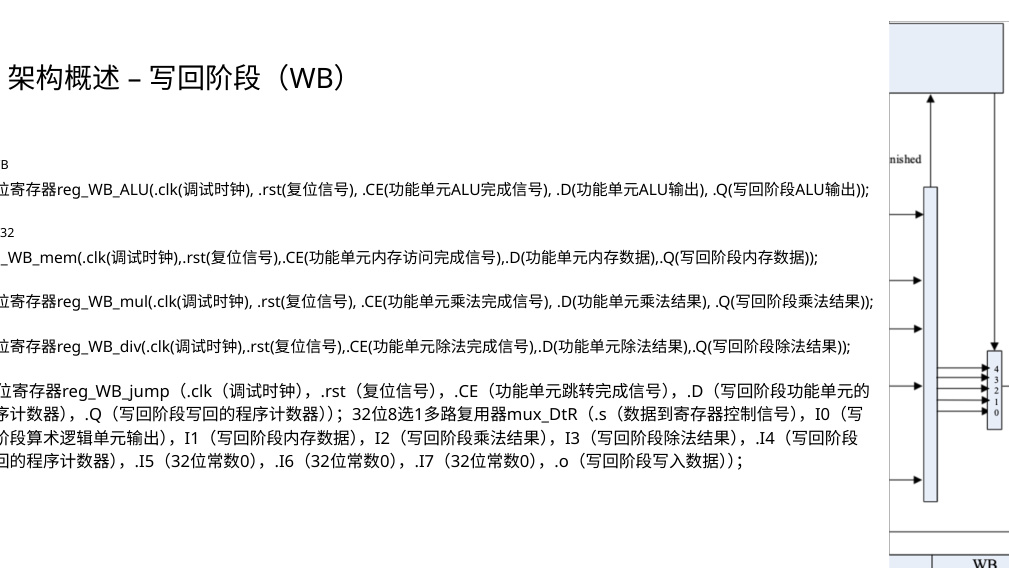 架构概述 – 写回阶段（WB）
B
位寄存器reg_WB_ALU(.clk(调试时钟), .rst(复位信号), .CE(功能单元ALU完成信号), .D(功能单元ALU输出), .Q(写回阶段ALU输出));
32
_WB_mem(.clk(调试时钟),.rst(复位信号),.CE(功能单元内存访问完成信号),.D(功能单元内存数据),.Q(写回阶段内存数据));
位寄存器reg_WB_mul(.clk(调试时钟), .rst(复位信号), .CE(功能单元乘法完成信号), .D(功能单元乘法结果), .Q(写回阶段乘法结果));
位寄存器reg_WB_div(.clk(调试时钟),.rst(复位信号),.CE(功能单元除法完成信号),.D(功能单元除法结果),.Q(写回阶段除法结果));
位寄存器reg_WB_jump（.clk（调试时钟），.rst（复位信号），.CE（功能单元跳转完成信号），.D（写回阶段功能单元的
序计数器），.Q（写回阶段写回的程序计数器））；32位8选1多路复用器mux_DtR（.s（数据到寄存器控制信号），I0（写
阶段算术逻辑单元输出），I1（写回阶段内存数据），I2（写回阶段乘法结果），I3（写回阶段除法结果），.I4（写回阶段
回的程序计数器），.I5（32位常数0），.I6（32位常数0），.I7（32位常数0），.o（写回阶段写入数据））；
nished
4
3
2
1
0
WB